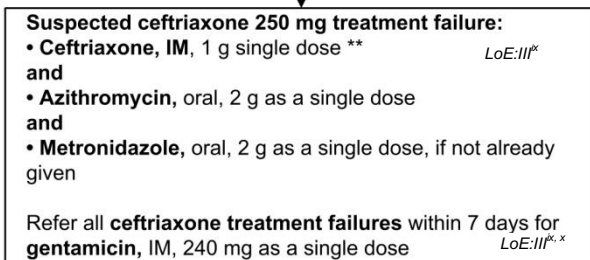 Suspected ceftriaxone 250 mg treatment failure:
• Ceftriaxone, IM, 1 g single dose ** LoE:III^ix
and
• Azithromycin, oral, 2 g as a single dose
and
• Metronidazole, oral, 2 g as a single dose, if not already
given
Refer all ceftriaxone treatment failures within 7 days for
gentamicin, IM, 240 mg as a single dose LoE:III^ix, x